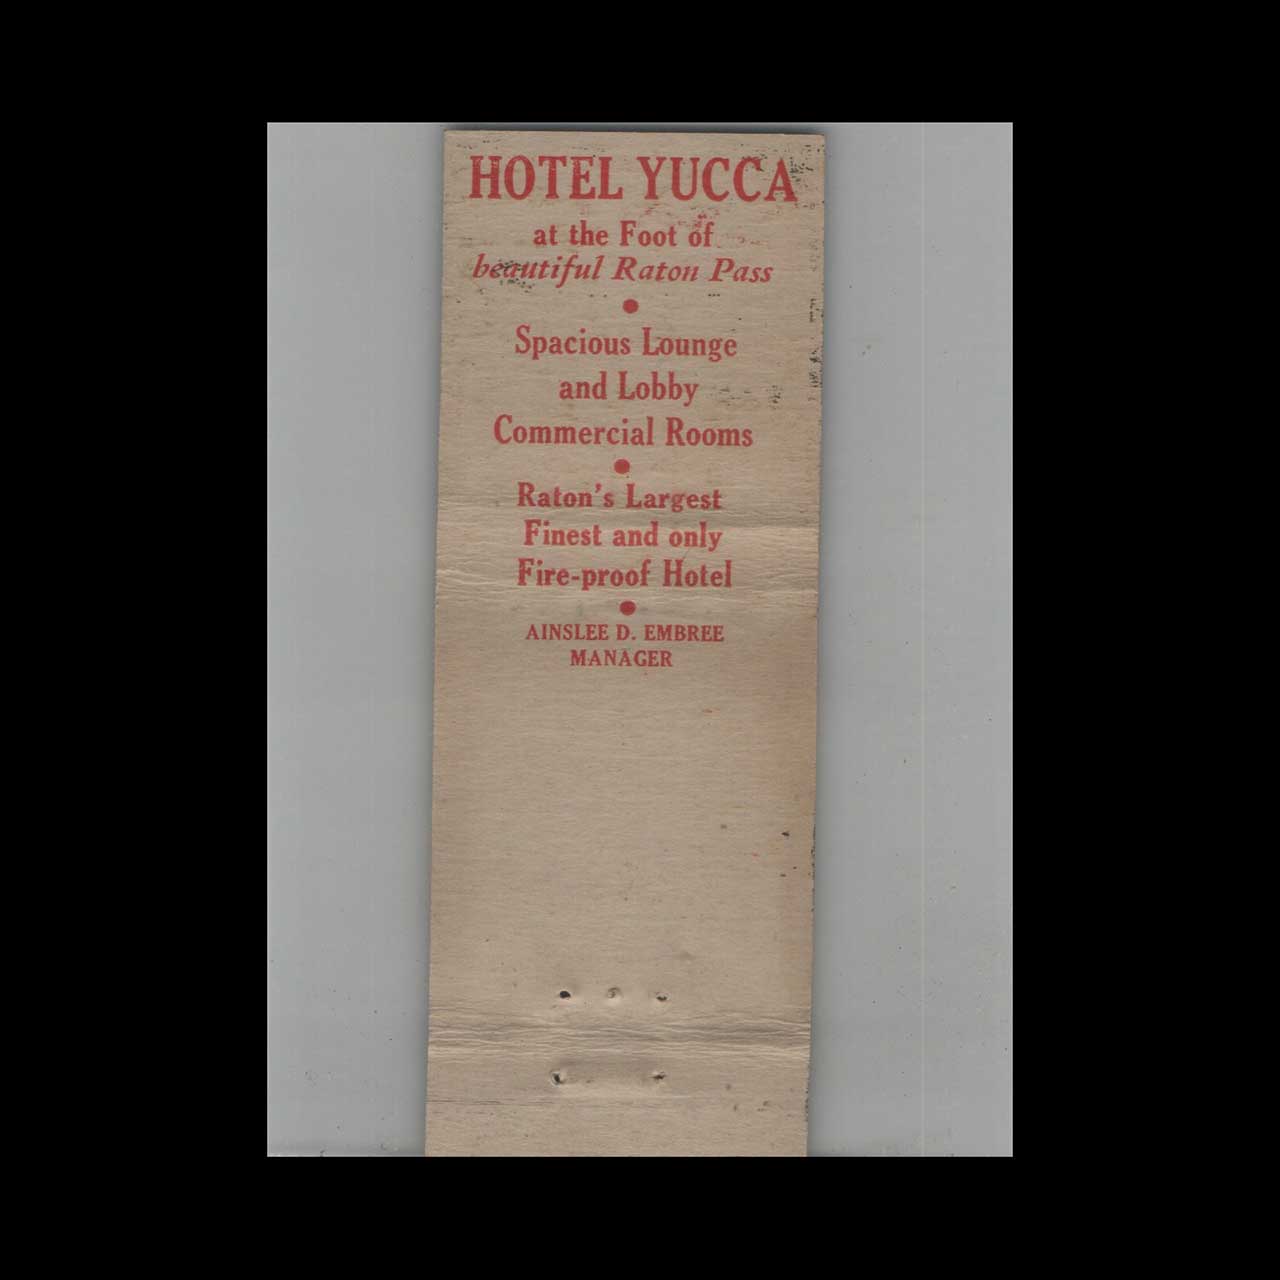 HOTEL YUCCA
at the Foot of
beautiful Raton Pass
Spacious Lounge
and Lobby
Commercial Rooms
Raton's Largest
Finest and only
Fire-proof Hotel
AINSLEE D. EMBREE
MANAGER